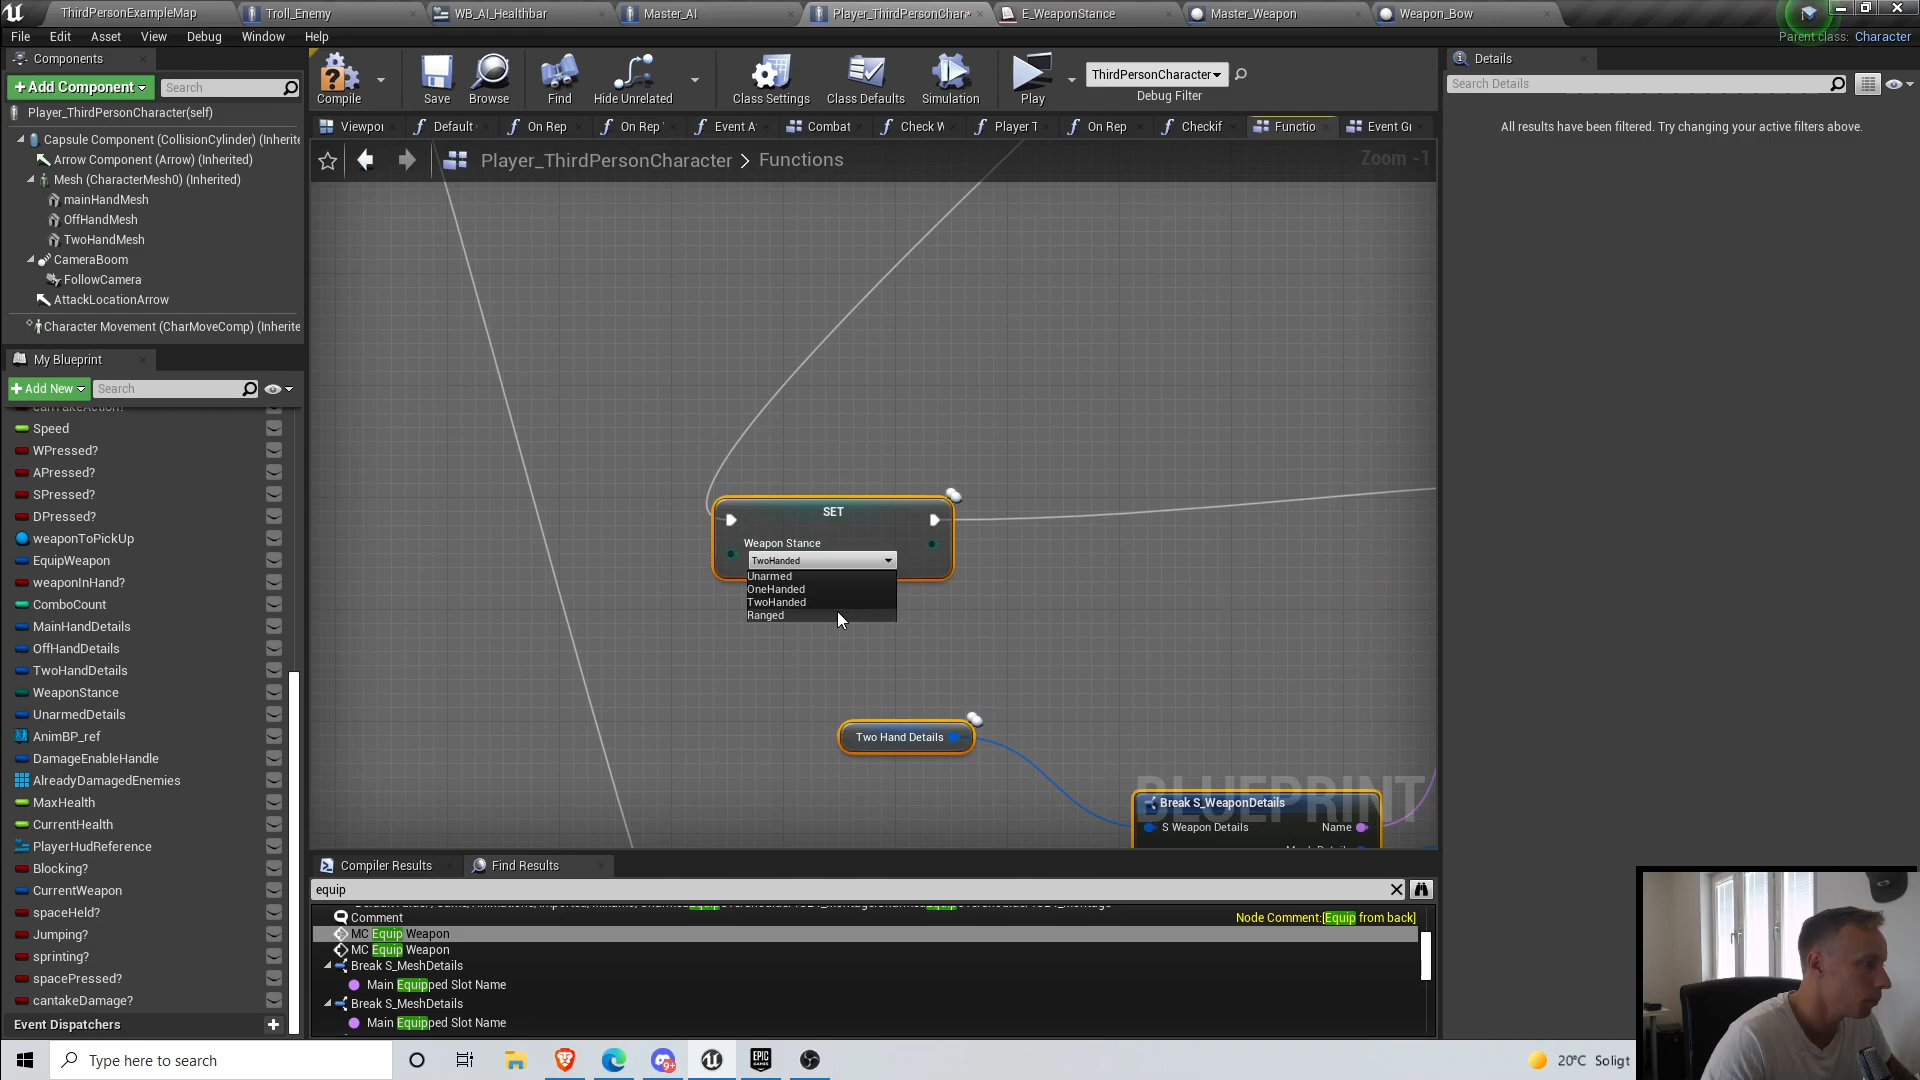 ThirdPersonExampleMap
Troll_Enemy
WB_AI_Healthbar
Master_AI
Player_ThirdPersonChar*
E_WeaponStance
Master_Weapon
Weapon_Bow
File Edit Asset View Debug Window Help
Parent class: Character
Components
+Add Component
Search
Player_ThirdPersonCharacter(self)
Capsule Component (CollisionCylinder) (Inherite
Arrow Component (Arrow) (Inherited)
Mesh (CharacterMesh0) (Inherited)
mainHandMesh
OffHandMesh
TwoHandMesh
CameraBoom
FollowCamera
AttackLocationArrow
Character Movement (CharMoveComp) (Inherite
My Blueprint
+Add New
Search
canTakeAction?
Speed
WPressed?
APressed?
SPressed?
DPressed?
weaponToPickUp
EquipWeapon
weaponInHand?
ComboCount
MainHandDetails
OffHandDetails
TwoHandDetails
WeaponStance
UnarmedDetails
AnimBP_ref
DamageEnableHandle
AlreadyDamagedEnemies
MaxHealth
CurrentHealth
PlayerHudReference
Blocking?
CurrentWeapon
spaceHeld?
Jumping?
sprinting?
spacePressed?
cantakeDamage?
Event Dispatchers
Compile
Save
Browse
Find
Hide Unrelated
Class Settings
Class Defaults
Simulation
Play
ThirdPersonCharacter
Debug Filter
Viewpor
Default
On Rep
On Rep
Event A
Combat
Check W
Player T
On Rep
Checkif
Functio
Event Gr
Player_ThirdPersonCharacter > Functions
Zoom -1
SET
Weapon Stance
TwoHanded
Unarmed
OneHanded
TwoHanded
Ranged
Two Hand Details
BLUEPRINT
Break S_WeaponDetails
S Weapon Details
Name
Details
Search Details
All results have been filtered. Try changing your active filters above.
Compiler Results
Find Results
equip
Comment
Node Comment:[Equip from back]
MC Equip Weapon
MC Equip Weapon
Break S_MeshDetails
Main Equipped Slot Name
Break S_MeshDetails
Main Equipped Slot Name
Type here to search
9+
EPIC GAMES
20°C Soligt